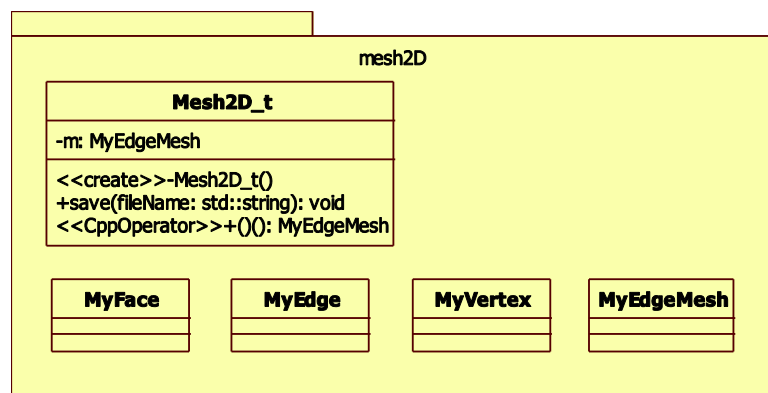 mesh2D
Mesh2D_t
-m: MyEdgeMesh
<<create>>-Mesh2D_t()
+save(fileName: std::string): void
<<CppOperator>>+()(): MyEdgeMesh
MyFace
MyEdge
MyVertex
MyEdgeMesh